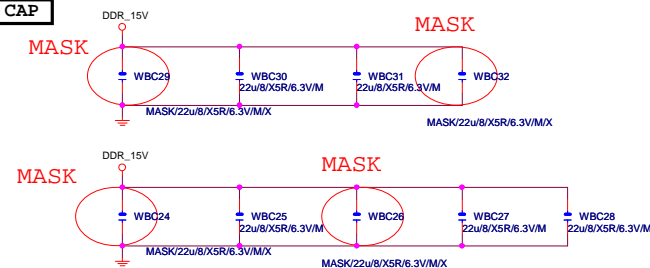 CAP
DDR_15V
MASK
MASK
WBC29
WBC30
22u/8/X5R/6.3V/M
WBC31
22u/8/X5R/6.3V/M
WBC32
MASK/22u/8/X5R/6.3V/M/X
MASK/22u/8/X5R/6.3V/M/X
DDR_15V
MASK
MASK
WBC24
WBC25
22u/8/X5R/6.3V/M
WBC26
WBC27
22u/8/X5R/6.3V/M
WBC28
22u/8/X5R/6.3V/M
MASK/22u/8/X5R/6.3V/M/X
MASK/22u/8/X5R/6.3V/M/X